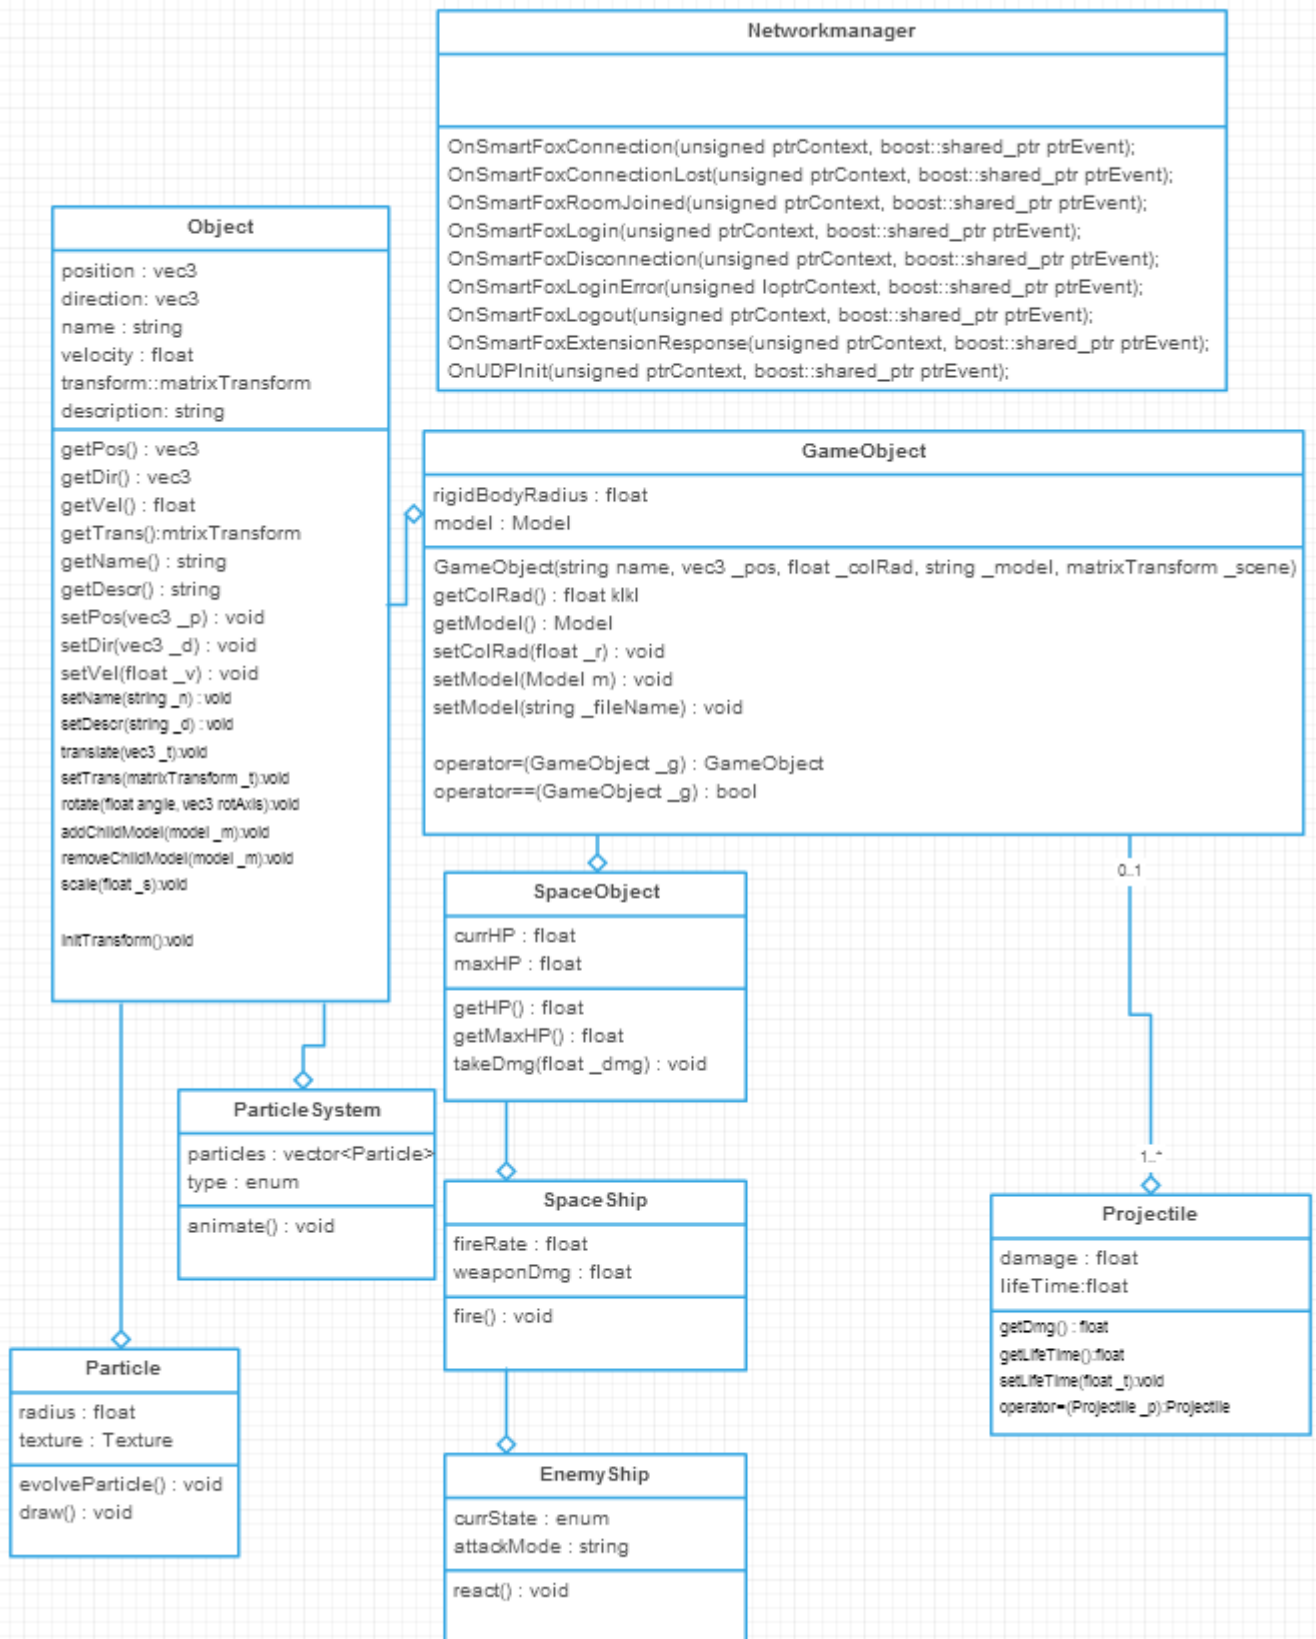 Networkmanager
OnSmartFoxConnection(unsigned ptrContext, boost::shared_ptr ptrEvent);
OnSmartFoxConnectionLost(unsigned ptrContext, boost::shared_ptr ptrEvent);
OnSmartFoxRoomJoined(unsigned ptrContext, boost::shared_ptr ptrEvent);
OnSmartFoxLogin(unsigned ptrContext, boost::shared_ptr ptrEvent);
OnSmartFoxDisconnection(unsigned ptrContext, boost::shared_ptr ptrEvent);
OnSmartFoxLoginError(unsigned loptrContext, boost::shared_ptr ptrEvent);
OnSmartFoxLogout(unsigned ptrContext, boost::shared_ptr ptrEvent);
OnSmartFoxExtensionResponse(unsigned ptrContext, boost::shared_ptr ptrEvent);
OnUDPInit(unsigned ptrContext, boost::shared_ptr ptrEvent);
Object
position : vec3
direction: vec3
name : string
velocity : float
transform::matrixTransform
description: string
getPos() : vec3
getDir() : vec3
getVel() : float
getTrans():mtrixTransform
getName() : string
getDescr() : string
setPos(vec3 _p) : void
setDir(vec3 _d) : void
setVel(float _v) : void
setName(string _n) : void
setDescr(string _d) : void
translate(vec3 _t):void
setTrans(matrixTransform _t):void
rotate(float angle, vec3 rotAxis):void
addChildModel(model _m):void
removeChildModel(model _m):void
scale(float _s):void
initTransform():void
GameObject
rigidBodyRadius : float
model : Model
GameObject(string name, vec3 _pos, float _colRad, string _model, matrixTransform _scene)
getColRad() : float klkl
getModel() : Model
setColRad(float _r) : void
setModel(Model m) : void
setModel(string _fileName) : void
operator=(GameObject _g) : GameObject
operator==(GameObject _g) : bool
0..1
1..*
SpaceObject
currHP : float
maxHP : float
getHP() : float
getMaxHP() : float
takeDmg(float _dmg) : void
ParticleSystem
particles : vector<Particle>
type : enum
animate() : void
SpaceShip
fireRate : float
weaponDmg : float
fire() : void
Projectile
damage : float
lifeTime:float
getDmg() : float
getLifeTime():float
setLifeTime(float _t):void
operator=(Projectile _p):Projectile
Particle
radius : float
texture : Texture
evolveParticle() : void
draw() : void
EnemyShip
currState : enum
attackMode : string
react() : void